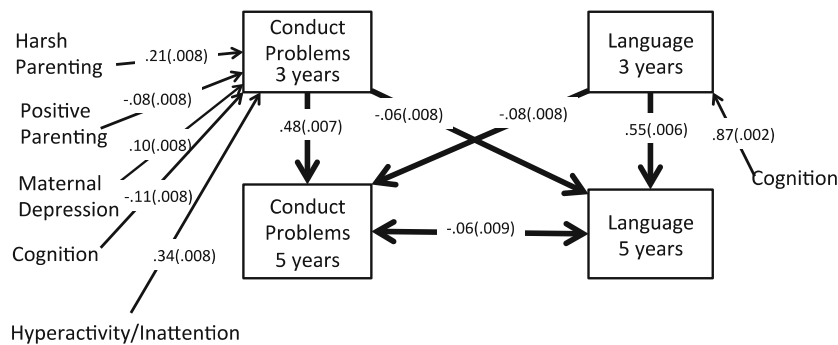 Harsh
Parenting
.21(.008)
Positive
Parenting
-.08(.008)
Maternal
Depression
.10(.008)
-.11(.008)
Cognition
.34(.008)
Hyperactivity/Inattention
Conduct
Problems
3 years
Language
3 years
.48(.007)
-.06(.008)
-.08(.008)
.55(.006)
.87(.002)
Cognition
Conduct
Problems
5 years
-.06(.009)
Language
5 years